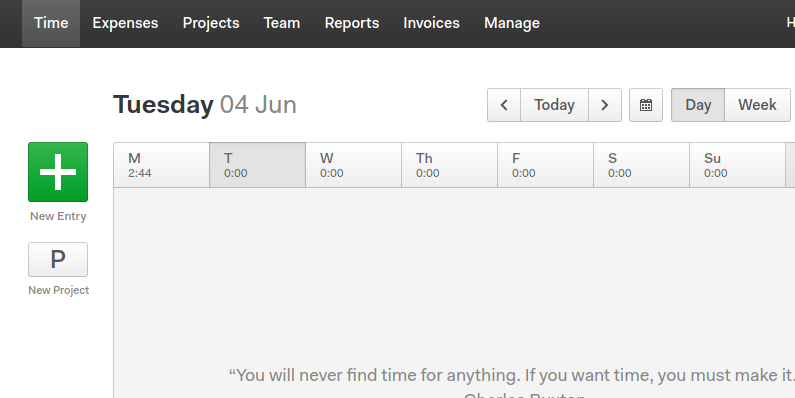 Time Expenses Projects Team Reports Invoices Manage
Tuesday 04 Jun
Today
Day Week
M T W Th F S Su
2:44 0:00 0:00 0:00 0:00 0:00 0:00
New Entry
P
New Project
“You will never find time for anything. If you want time, you must make it.
Charles Buxton